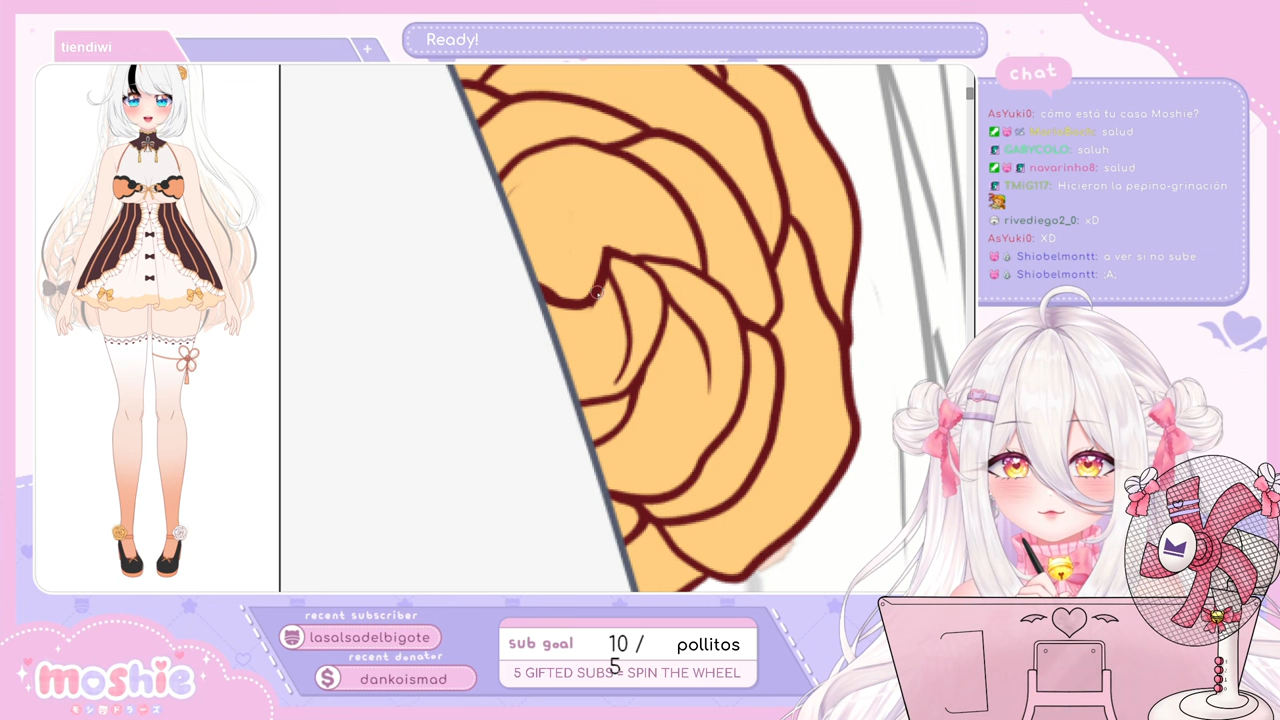 tiendiwi
+
Ready!
chat
AsYuki0: cómo está tu casa Moshie?
salud
GABYCOLO: saluh
navarinho8: salud
TMiG117: Hicieron la pepino-grinación
rivediego2_0: xD
AsYuki0: XD
Shiobelmontt: a ver si no sube
Shiobelmontt: ;A;
recent subscriber
lasalsadelbigote
recent donator
$ dankoismad
sub goal
10 / 5
pollitos
5 GIFTED SUBS = SPIN THE WHEEL
moshie